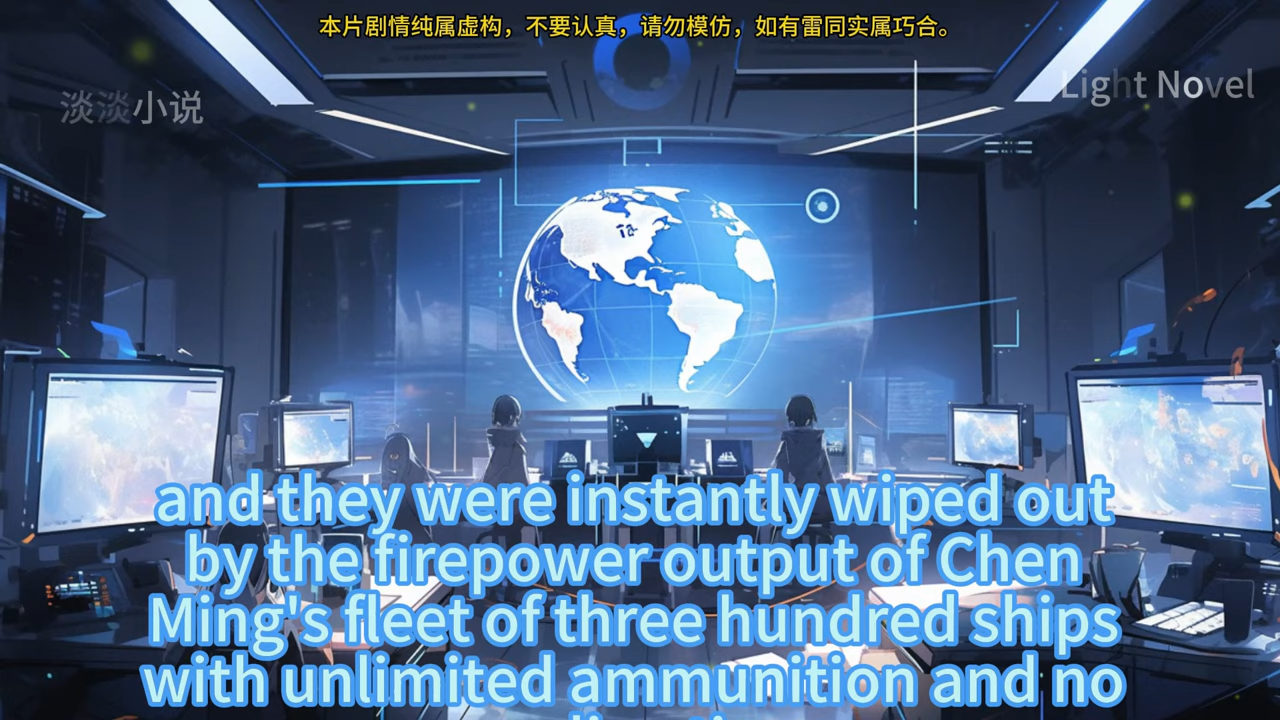 本片剧情纯属虚构，不要认真，请勿模仿，如有雷同实属巧合。
淡淡小说
Light Novel
and they were instantly wiped out
by the firepower output of Chen
Ming's fleet of three hundred ships
with unlimited ammunition and no